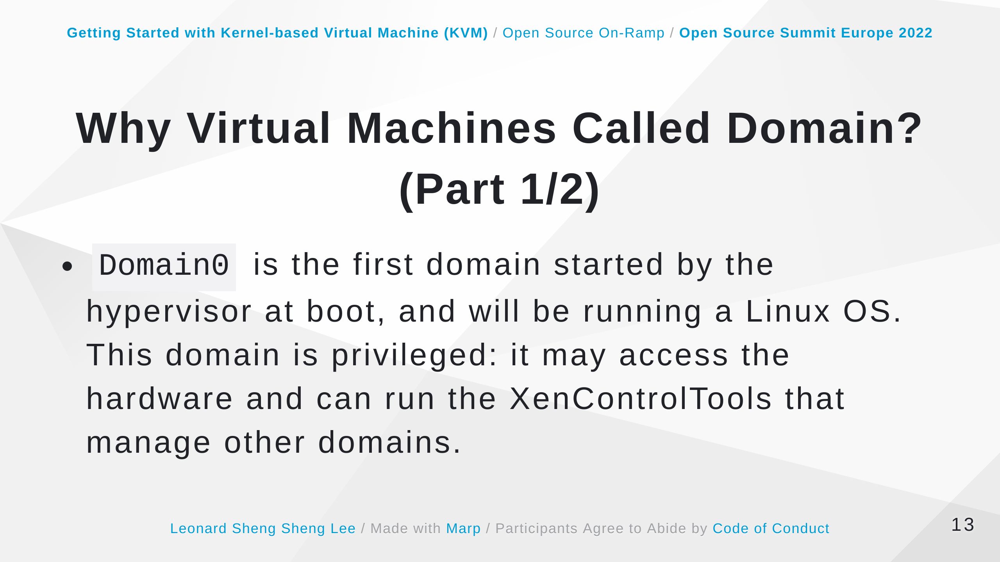 Getting Started with Kernel-based Virtual Machine (KVM) / Open Source On-Ramp / Open Source Summit Europe 2022
Why Virtual Machines Called Domain?
(Part 1/2)
• Domain0 is the first domain started by the
hypervisor at boot, and will be running a Linux OS.
This domain is privileged: it may access the
hardware and can run the XenControlTools that
manage other domains.
Leonard Sheng Sheng Lee / Made with Marp / Participants Agree to Abide by Code of Conduct
13